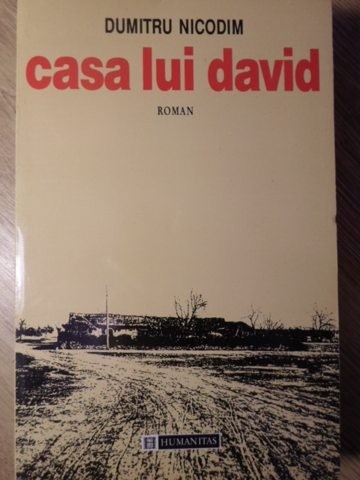 DUMITRU NICODIM
casa lui david
ROMAN
HUMANITAS